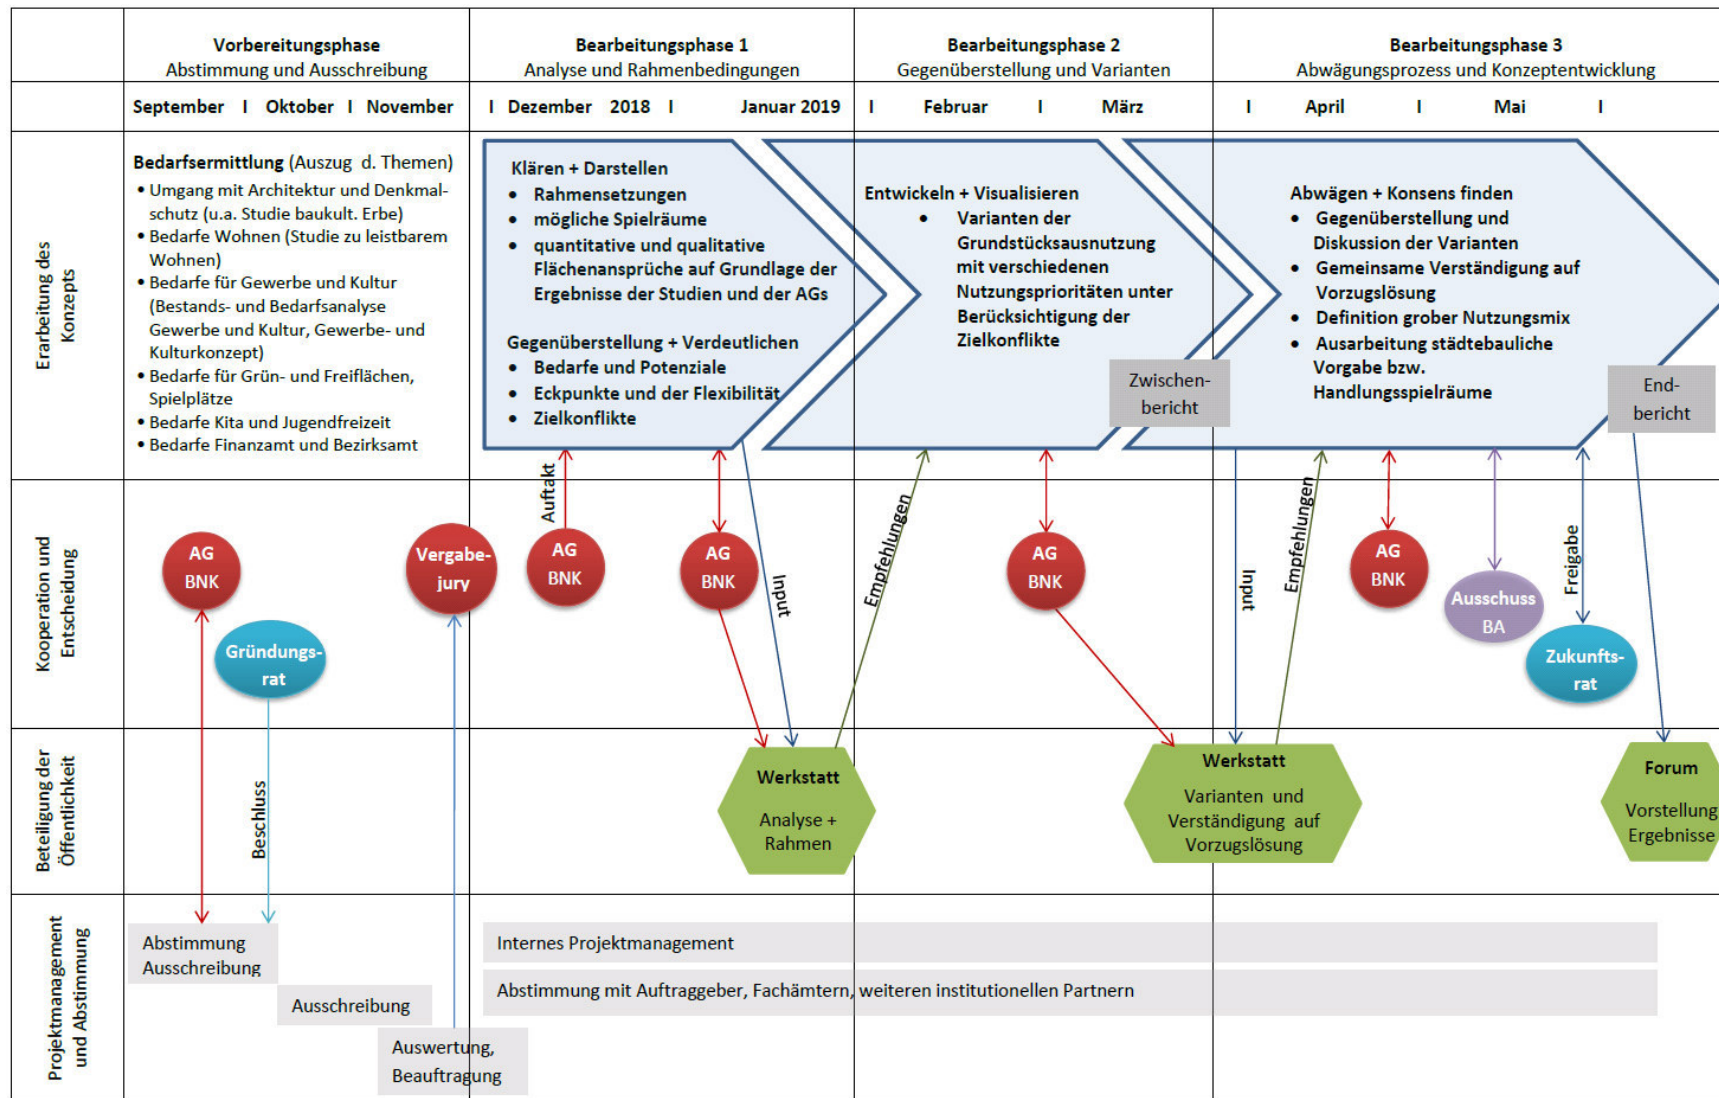 Vorbereitungsphase
Abstimmung und Ausschreibung
Bearbeitungsphase 1
Analyse und Rahmenbedingungen
Bearbeitungsphase 2
Gegenüberstellung und Varianten
Bearbeitungsphase 3
Abwägungsprozess und Konzeptentwicklung
September I Oktober I November
I Dezember 2018 I Januar 2019
I Februar I März
I April I Mai I
Erarbeitung des
Konzepts
Bedarfsermittlung (Auszug d. Themen)
• Umgang mit Architektur und Denkmal-
schutz (u.a. Studie baukult. Erbe)
• Bedarfe Wohnen (Studie zu leistbarem
Wohnen)
• Bedarfe für Gewerbe und Kultur
(Bestands- und Bedarfsanalyse
Gewerbe und Kultur, Gewerbe- und
Kulturkonzept)
• Bedarfe für Grün- und Freiflächen,
Spielplätze
• Bedarfe Kita und Jugendfreizeit
• Bedarfe Finanzamt und Bezirksamt
Klären + Darstellen
• Rahmensetzungen
• mögliche Spielräume
• quantitative und qualitative
Flächenansprüche auf Grundlage der
Ergebnisse der Studien und der AGs
Gegenüberstellung + Verdeutlichen
• Bedarfe und Potenziale
• Eckpunkte und der Flexibilität
• Zielkonflikte
Entwickeln + Visualisieren
• Varianten der
Grundstücksausnutzung
mit verschiedenen
Nutzungsprioritäten unter
Berücksichtigung der
Zielkonflikte
Zwischen-
bericht
Abwägen + Konsens finden
• Gegenüberstellung und
Diskussion der Varianten
• Gemeinsame Verständigung auf
Vorzugslösung
• Definition grober Nutzungsmix
• Ausarbeitung städtebauliche
Vorgabe bzw.
Handlungsspielräume
End-
bericht
Kooperation und
Entscheidung
AG
BNK
Gründungs-
rat
Vergabe-
jury
Auftakt
AG
BNK
AG
BNK
Input
Empfehlungen
AG
BNK
Input
Empfehlungen
AG
BNK
Ausschuss
BA
Freigabe
Zukunfts-
rat
Beteiligung der
Öffentlichkeit
Beschluss
Werkstatt
Analyse +
Rahmen
Werkstatt
Varianten und
Verständigung auf
Vorzugslösung
Forum
Vorstellung
Ergebnisse
Projektmanagement
und Abstimmung
Abstimmung
Ausschreibung
Ausschreibung
Auswertung,
Beauftragung
Internes Projektmanagement
Abstimmung mit Auftraggeber, Fachämtern, weiteren institutionellen Partnern